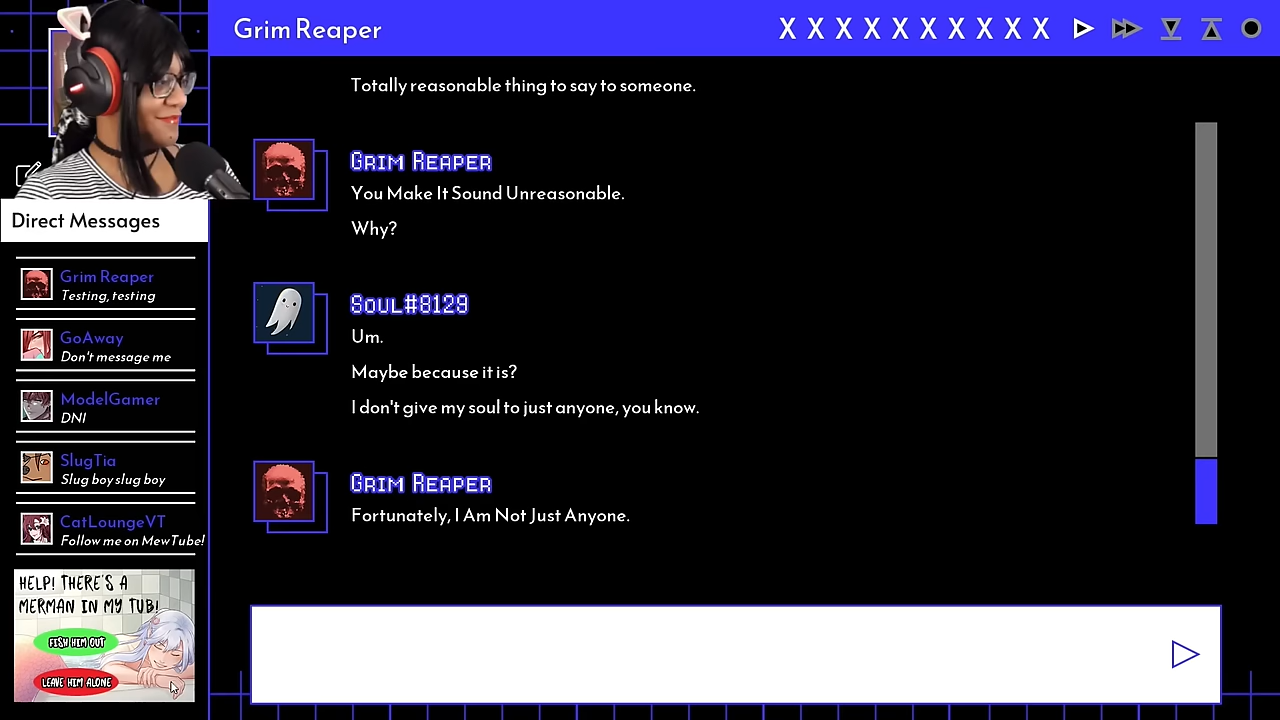 Grim Reaper
X X X X X X X X X X
Totally reasonable thing to say to someone.
Grim Reaper
You Make It Sound Unreasonable.
Why?
Soul#8129
Um.
Maybe because it is?
I don't give my soul to just anyone, you know.
Grim Reaper
Fortunately, I Am Not Just Anyone.
Direct Messages
Grim Reaper
Testing, testing
GoAway
Don't message me
ModelGamer
DNI
SlugTia
Slug boy slug boy
CatLoungeVT
Follow me on MewTube!
HELP! THERE'S A
MERMAN IN MY TUB!
FISH HIM OUT
LEAVE HIM ALONE